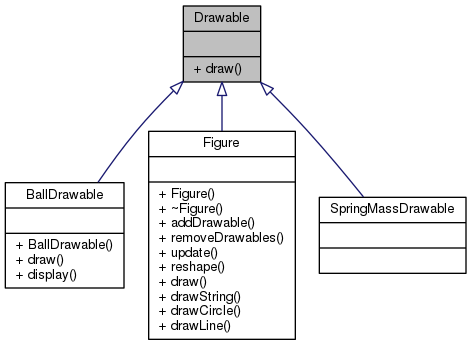 Drawable
+ draw()
BallDrawable
+ BallDrawable()
+ draw()
+ display()
Figure
+ Figure()
+ ~Figure()
+ addDrawable()
+ removeDrawables()
+ update()
+ reshape()
+ draw()
+ drawString()
+ drawCircle()
+ drawLine()
SpringMassDrawable